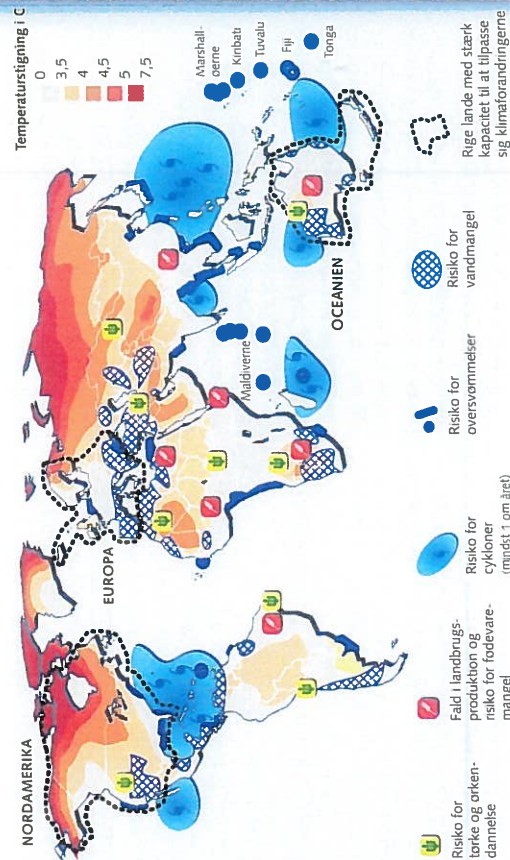 Temperaturstigning i C
0
3,5
4,5
5
7,5
NORDAMERIKA
EUROPA
OCEANIEN
Maldiverne
Marshall-
øerne
Kiribati
Tuvalu
Fiji
Tonga
Risiko for
tørke og ørken-
dannelse
Fald i landbrugs-
produktion og
risiko for fødevare-
mangel
Risiko for
cykloner
(mindst 1 om året)
Risiko for
oversvømmelser
Risiko for
vandmangel
Rige lande med stærk
kapacitet til at tilpasse
sig klimaforandringerne